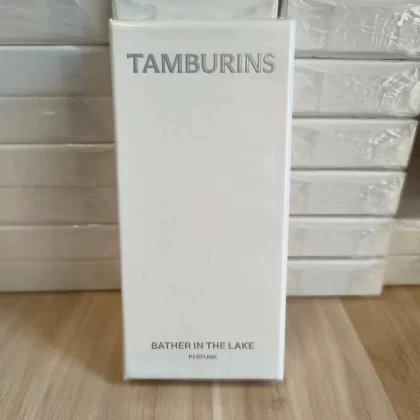 TAMBURINS
BATHER IN THE LAKE
PERFUME